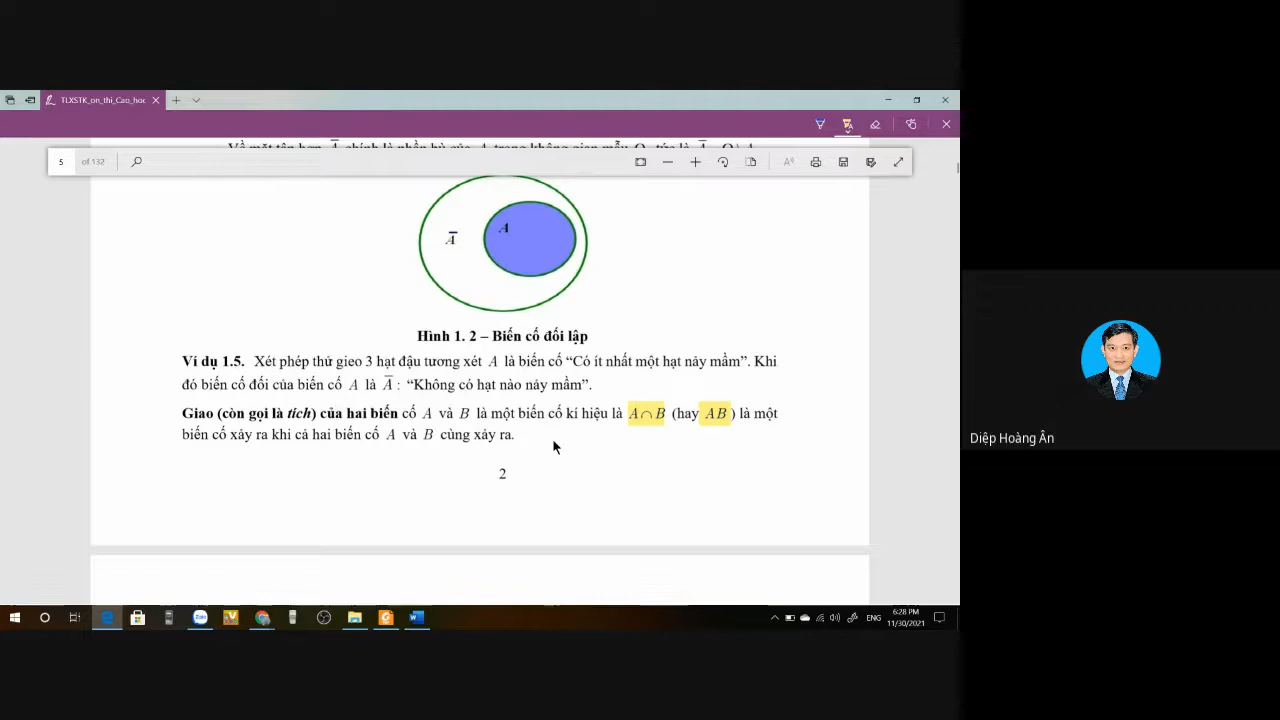 TLXSTK_on_thi_Cao_học
5 of 132
A
Ā
Hình 1. 2 – Biến cố đối lập
Ví dụ 1.5. Xét phép thử gieo 3 hạt đậu tương xét A là biến cố “Có ít nhất một hạt nảy mầm”. Khi
đó biến cố đối của biến cố A là Ā : “Không có hạt nào nảy mầm”.
Giao (còn gọi là tích) của hai biến cố A và B là một biến cố kí hiệu là A∩B (hay AB ) là một
biến cố xảy ra khi cả hai biến cố A và B cùng xảy ra.
2
Diệp Hoàng Ân
Zalo
ENG
6:28 PM
11/30/2021